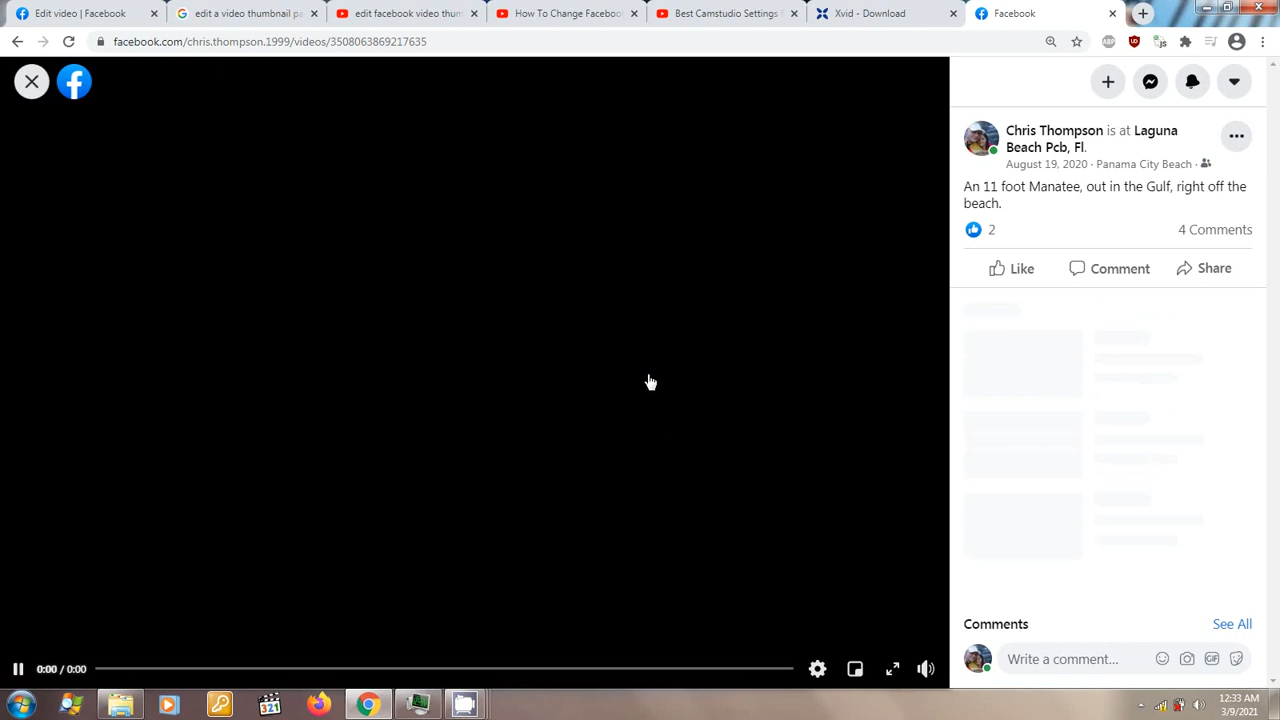 Edit video | Facebook
edit a video thumbnail pa
edit facebook video thum
How To Change Faceboo
Best Camstudio Settings
Xvid - Download
Facebook
facebook.com/chris.thompson.1999/videos/3508063869217635
ABP
Chris Thompson is at Laguna
Beach Pcb, Fl.
August 19, 2020 · Panama City Beach ·
An 11 foot Manatee, out in the Gulf, right off the
beach.
2
4 Comments
Like
Comment
Share
Comments
See All
Write a comment...
GIF
0:00 / 0:00
321
12:33 AM
3/9/2021